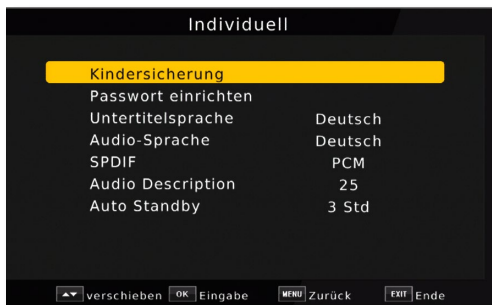 Individuell
Kindersicherung
Passwort einrichten
Untertitelsprache Deutsch
Audio-Sprache Deutsch
SPDIF PCM
Audio Description 25
Auto Standby 3 Std
verschieben OK Eingabe MENU Zurück EXIT Ende